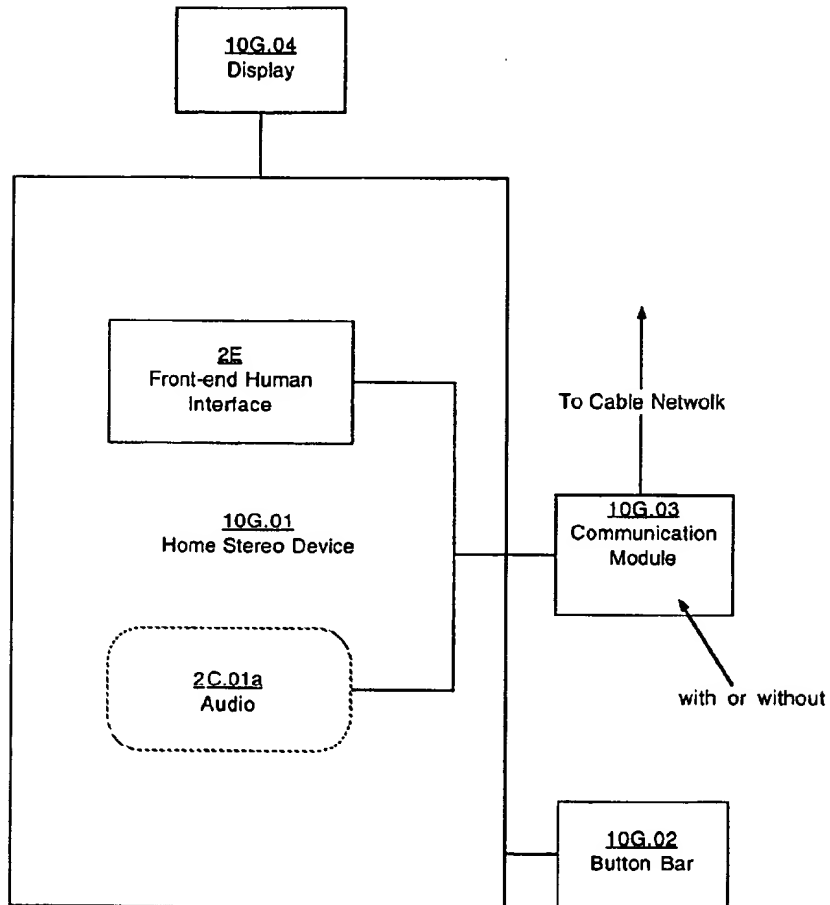 10G.04
Display
2E
Front-end Human
Interface
To Cable Netwolk
10G.01
Home Stereo Device
10G.03
Communication
Module
2C.01a
Audio
with or without
10G.02
Button Bar